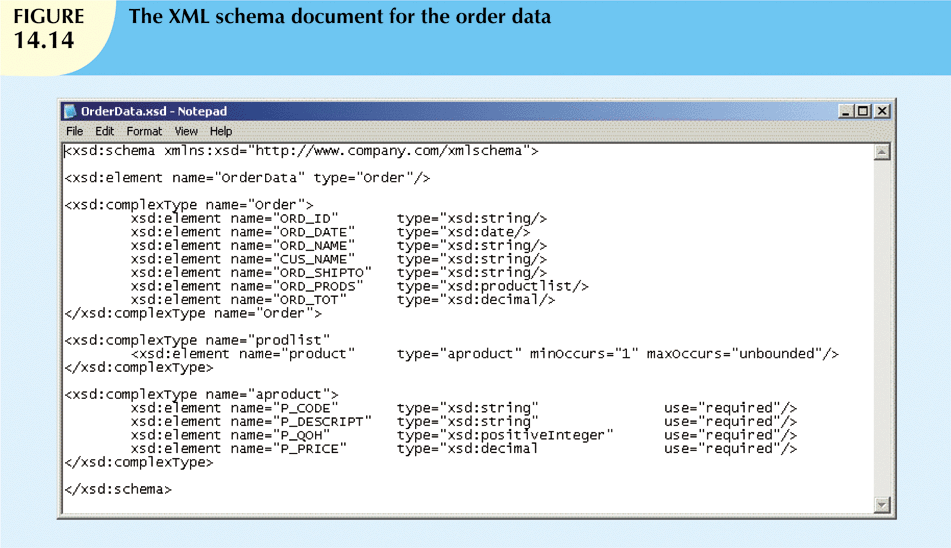 FIGURE 14.14
The XML schema document for the order data
OrderData.xsd - Notepad
File Edit Format View Help
<xsd:schema xmlns:xsd="http://www.company.com/xmlschema">
<xsd:element name="OrderData" type="Order"/>
<xsd:complexType name="Order">
xsd:element name="ORD_ID" type="xsd:string/>
xsd:element name="ORD_DATE" type="xsd:date/>
xsd:element name="ORD_NAME" type="xsd:string/>
xsd:element name="CUS_NAME" type="xsd:string/>
xsd:element name="ORD_SHIPTO" type="xsd:string/>
xsd:element name="ORD_PRODS" type="xsd:productlist/>
xsd:element name="ORD_TOT" type="xsd:decimal/>
</xsd:complexType name="Order">
<xsd:complexType name="prodlist"
<xsd:element name="product" type="aproduct" minOccurs="1" maxOccurs="unbounded"/>
</xsd:complexType>
<xsd:complexType name="aproduct">
xsd:element name="P_CODE" type="xsd:string" use="required"/>
xsd:element name="P_DESCRIPT" type="xsd:string" use="required"/>
xsd:element name="P_QOH" type="xsd:positiveInteger" use="required"/>
xsd:element name="P_PRICE" type="xsd:decimal use="required"/>
</xsd:complexType>
</xsd:schema>